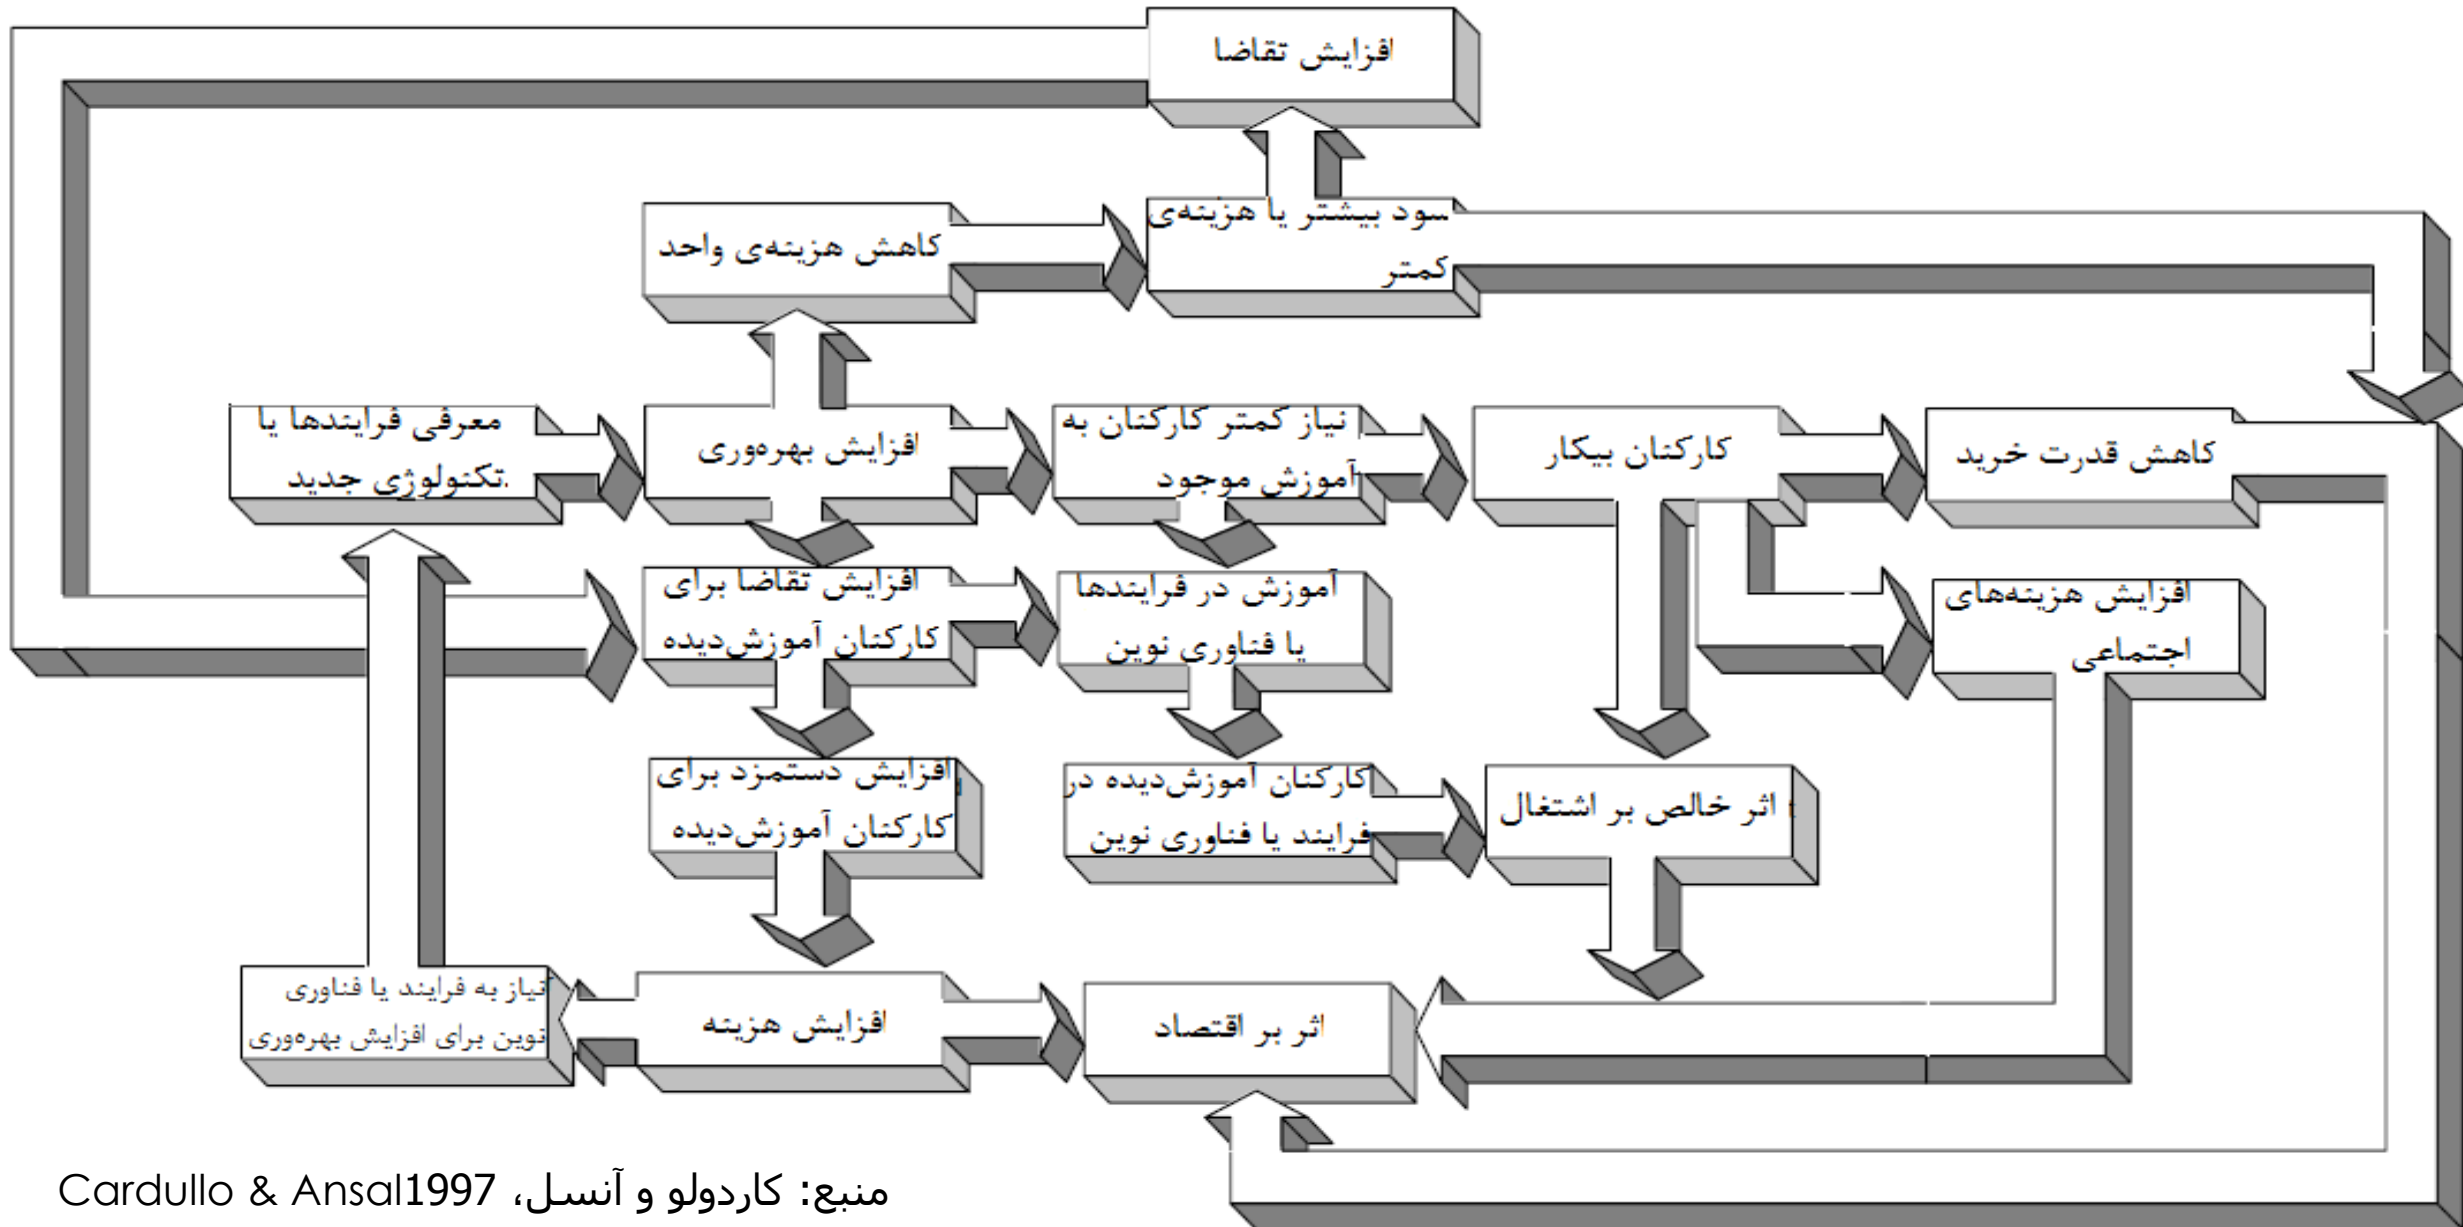 افزایش تقاضا
سود بیشتر یا هزینه‌ی
کمتر
کاهش هزینه‌ی واحد
معرفی فرایندها یا
تکنولوژی جدید.
افزایش بهره‌وری
نیاز کمتر کارکنان به
آموزش موجود
کارکنان بیکار
کاهش قدرت خرید
افزایش تقاضا برای
کارکنان آموزش‌دیده
آموزش در فرایندها
یا فناوری نوین
افزایش هزینه‌های
اجتماعی
افزایش دستمزد برای
کارکنان آموزش‌دیده
کارکنان آموزش‌دیده در
فرایند یا فناوری نوین
اثر خالص بر اشتغال
نیاز به فرایند یا فناوری
نوین برای افزایش بهره‌وری
افزایش هزینه
اثر بر اقتصاد
منبع: کاردولو و آنسل، Cardullo & Ansal1997